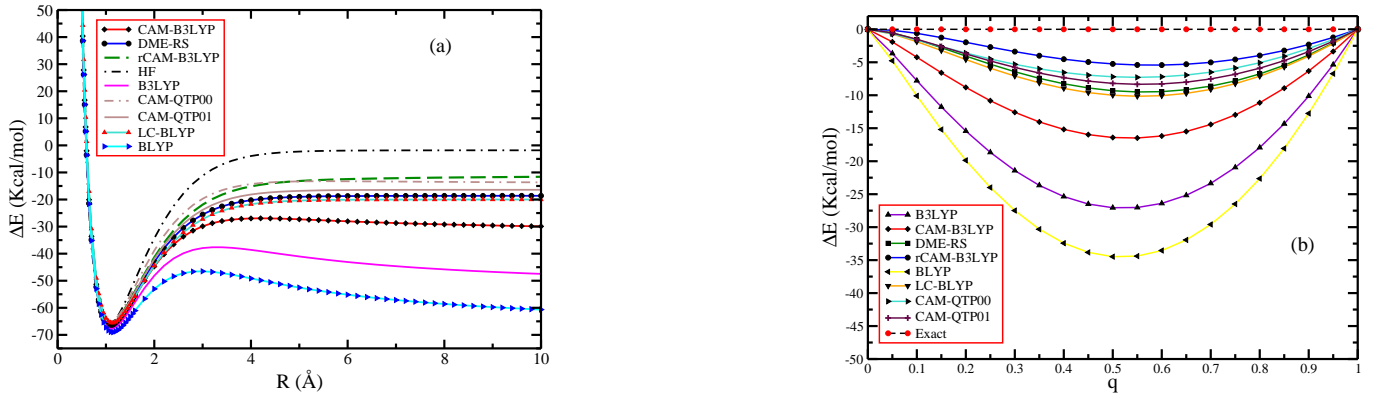 50
40
30
20
10
0
-10
-20
-30
-40
-50
-60
-70
ΔE (Kcal/mol)
CAM-B3LYP
DME-RS
rCAM-B3LYP
HF
B3LYP
CAM-QTP00
CAM-QTP01
LC-BLYP
BLYP
(a)
0 2 4 6 8 10
R (Å)
0
-5
-10
-15
-20
-25
-30
-35
-40
-45
-50
ΔE (Kcal/mol)
B3LYP
CAM-B3LYP
DME-RS
rCAM-B3LYP
BLYP
LC-BLYP
CAM-QTP00
CAM-QTP01
Exact
(b)
0 0.1 0.2 0.3 0.4 0.5 0.6 0.7 0.8 0.9 1
q